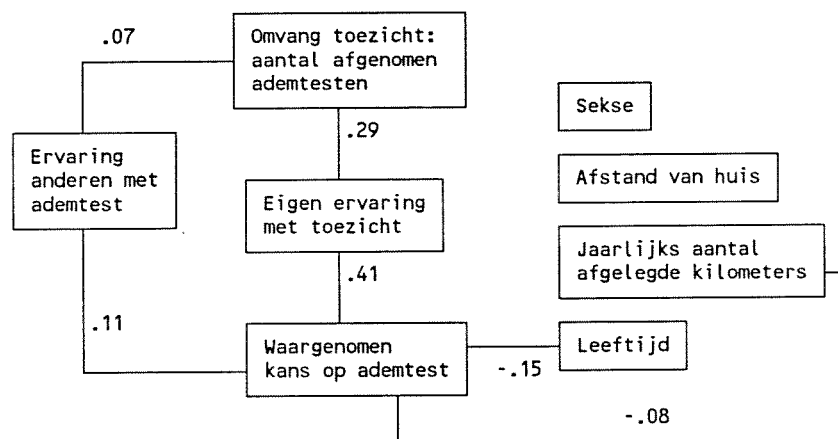 .07
Omvang toezicht:
aantal afgenomen
ademtesten
Sekse
.29
Ervaring
anderen met
ademtest
Afstand van huis
Eigen ervaring
met toezicht
Jaarlijks aantal
afgelegde kilometers
.41
.11
Waargenomen
kans op ademtest
Leeftijd
-.15
-.08